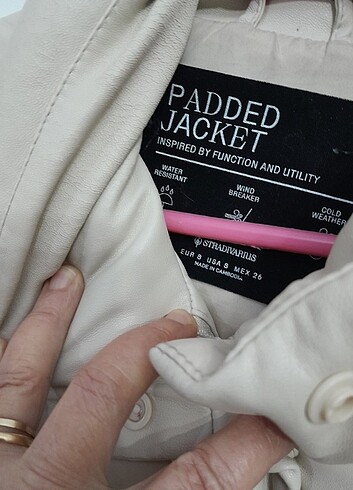 PADDED
JACKET
INSPIRED BY FUNCTION AND UTILITY
WATER
RESISTANT
WIND
BREAKER
COLD
WEATHER
STRADIVARIUS
EUR S USA S MEX 26
MADE IN